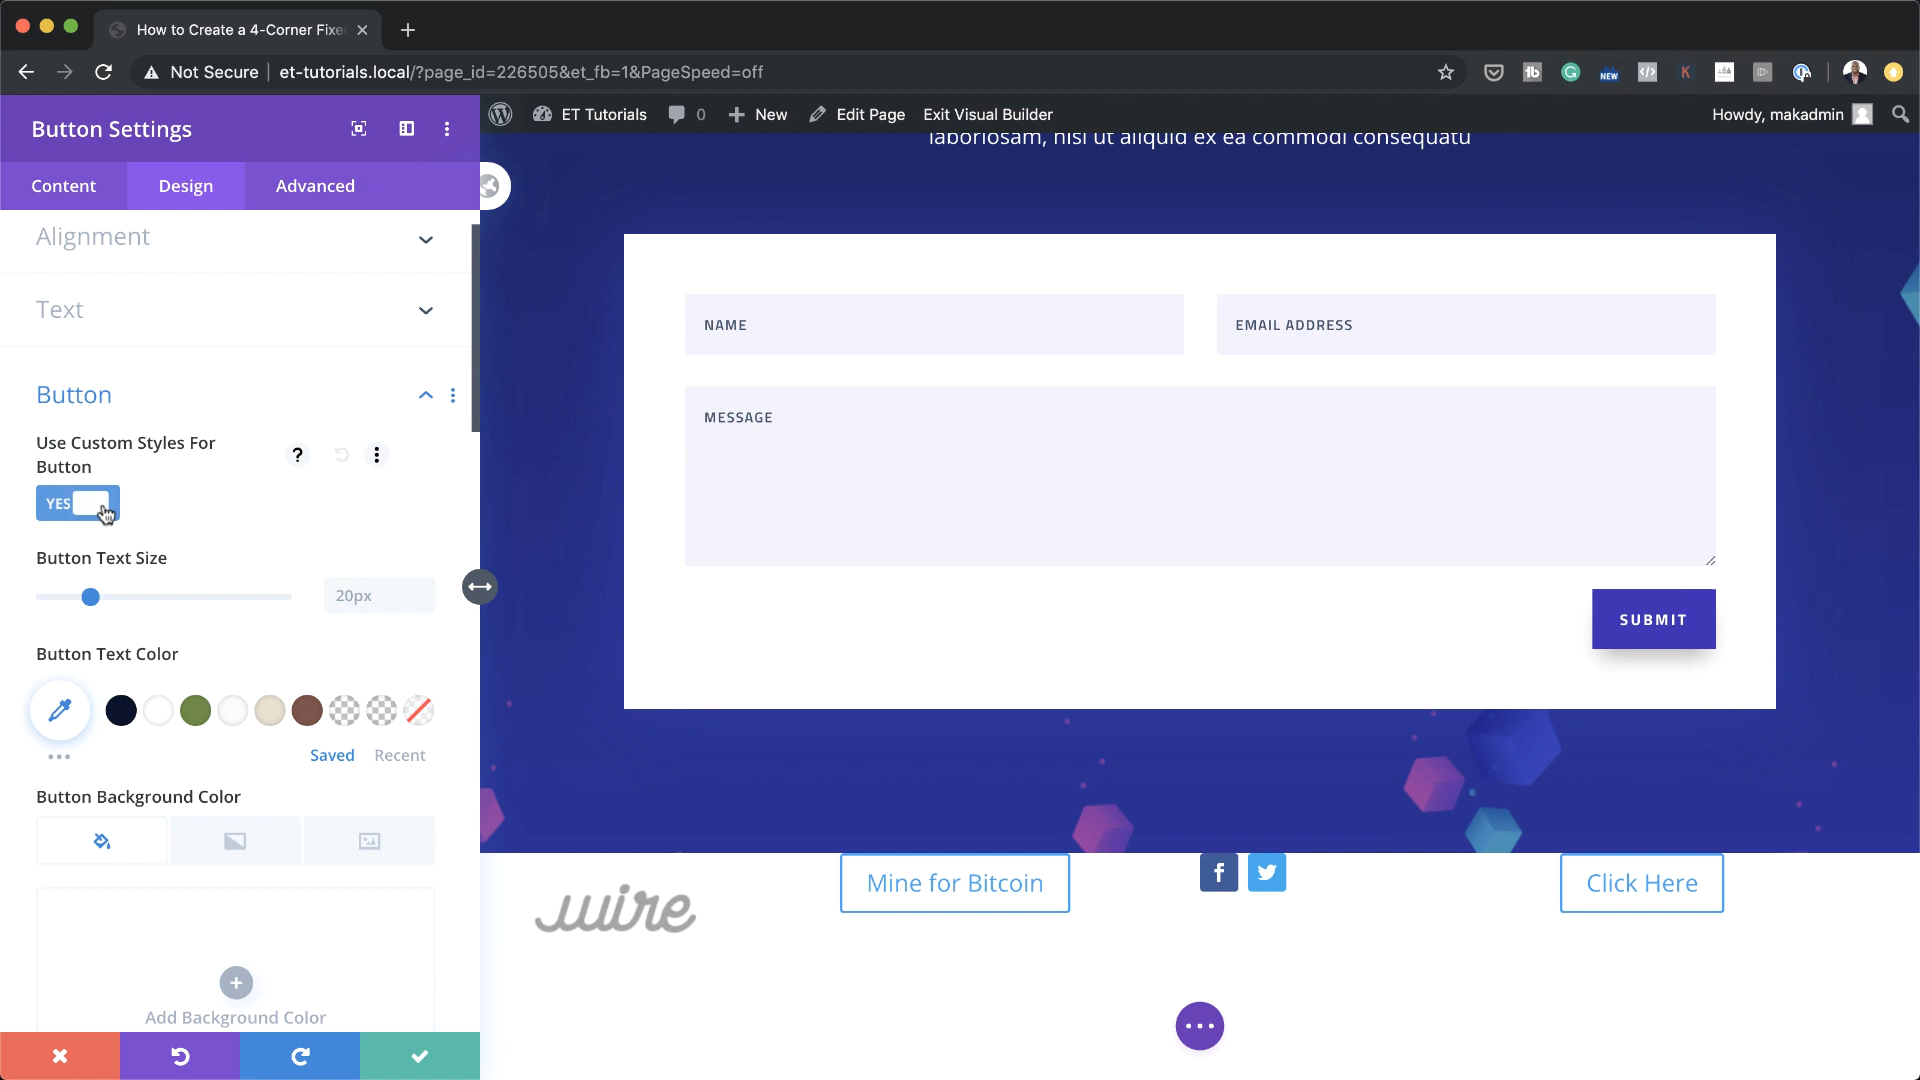 How to Create a 4-Corner Fixe
Not Secure
et-tutorials.local/?page_id=226505&et_fb=1&PageSpeed=off
Button Settings
Content
Design
Advanced
ET Tutorials
0
New
Edit Page
Exit Visual Builder
Howdy, makadmin
laboriosam, nisi ut aliquid ex ea commodi consequatu
Alignment
Text
Button
Use Custom Styles For
Button
YES
Button Text Size
20px
Button Text Color
Saved
Recent
Button Background Color
Add Background Color
NAME
EMAIL ADDRESS
MESSAGE
SUBMIT
wire
Mine for Bitcoin
Click Here